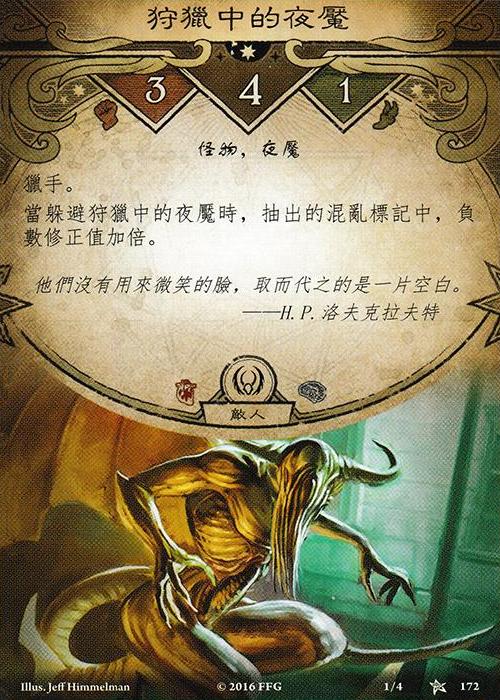 狩獵中的夜魘
3 4 1
怪物，夜魘
獵手。
當躲避狩獵中的夜魘時，抽出的混亂標記中，負
數修正值加倍。
他們沒有用來微笑的臉，取而代之的是一片空白。
——H. P. 洛夫克拉夫特
敵人
Illus. Jeff Himmelman © 2016 FFG 1/4 172